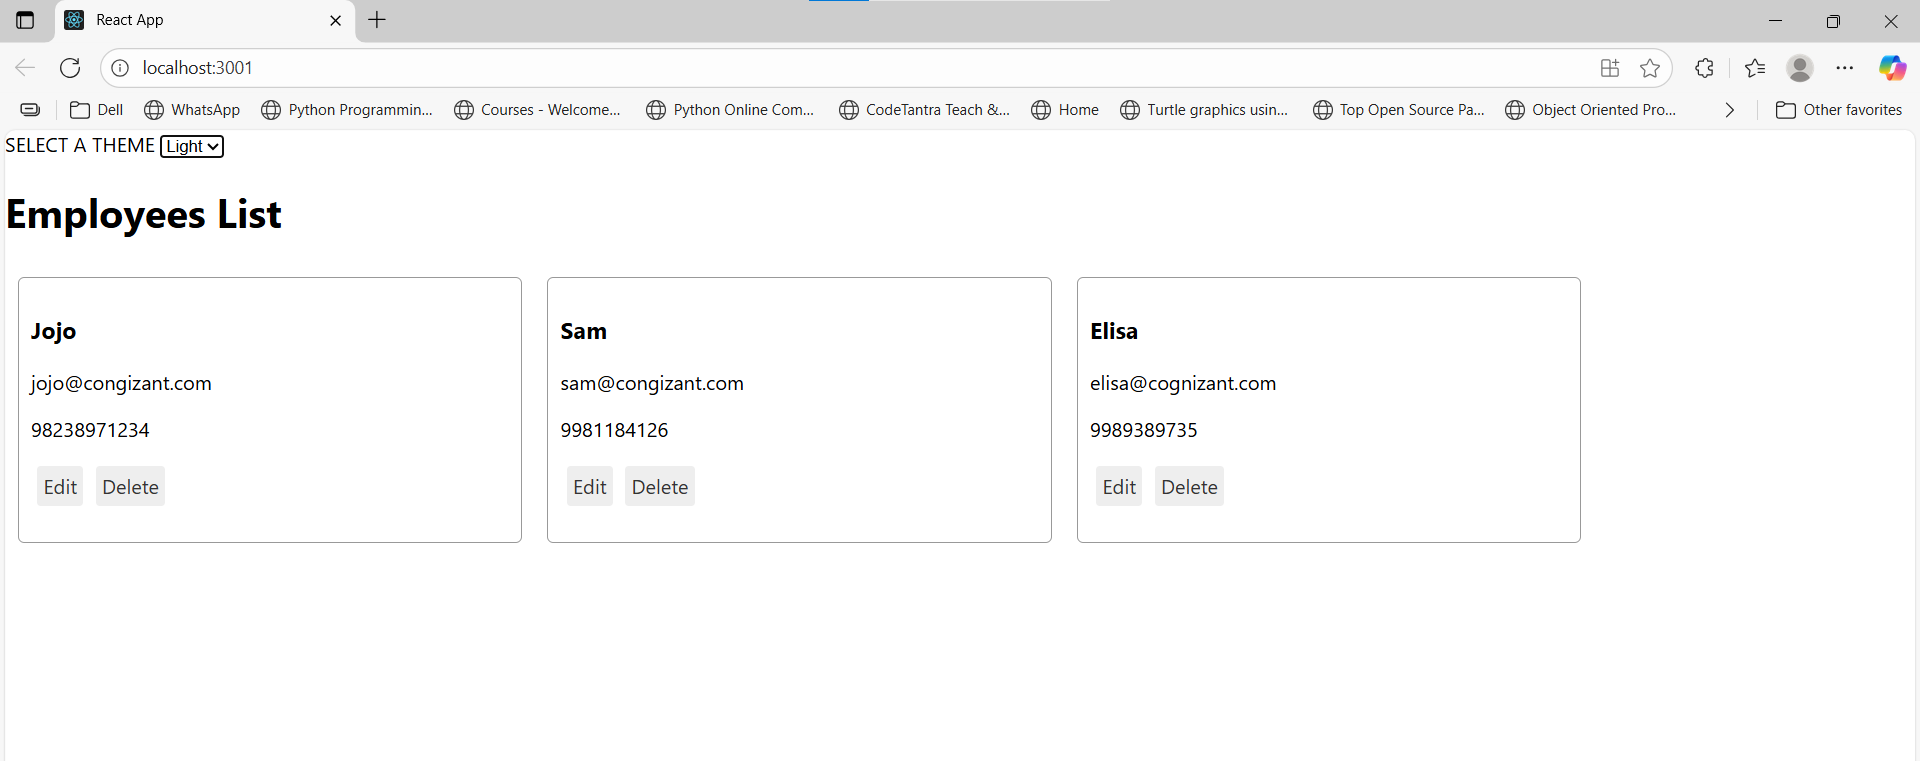 React App
localhost:3001
Dell WhatsApp Python Programmin... Courses - Welcome... Python Online Com... CodeTantra Teach &... Home Turtle graphics usin... Top Open Source Pa... Object Oriented Pro... Other favorites
SELECT A THEME Light
Employees List
Jojo
jojo@congizant.com
98238971234
Edit Delete
Sam
sam@congizant.com
9981184126
Edit Delete
Elisa
elisa@cognizant.com
9989389735
Edit Delete